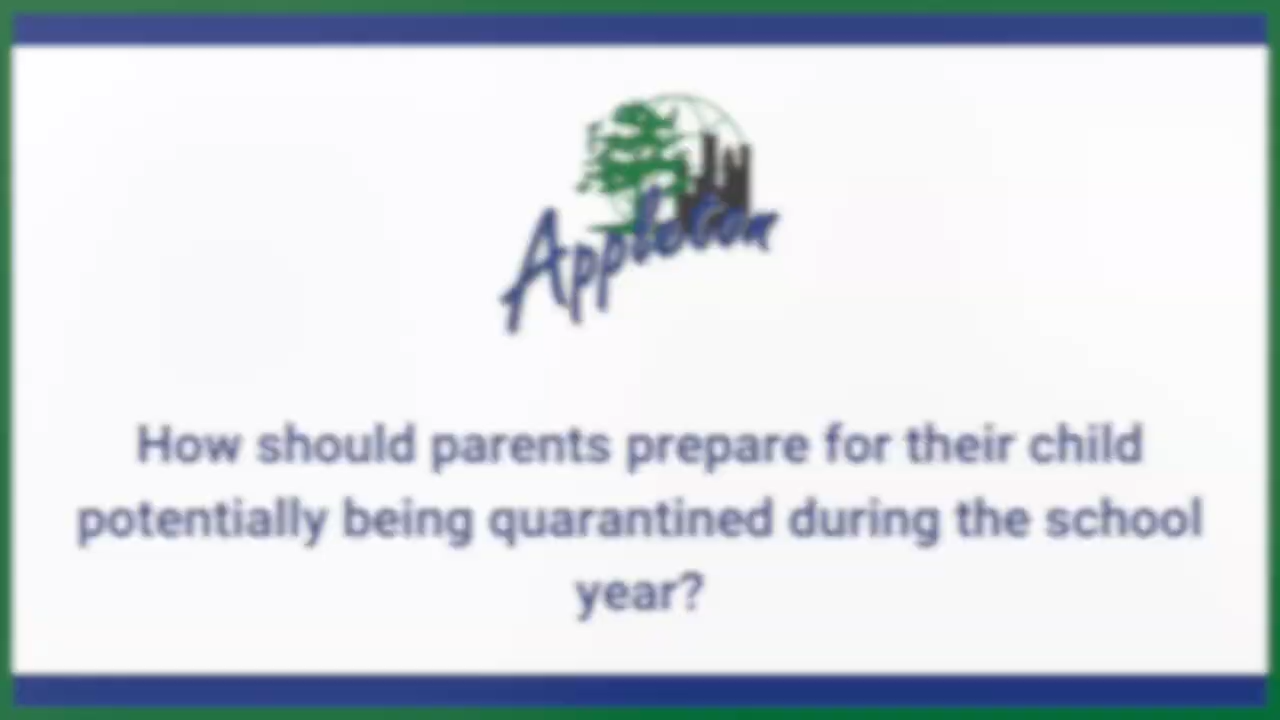 Appleton
How should parents prepare for their child
potentially being quarantined during the school
year?